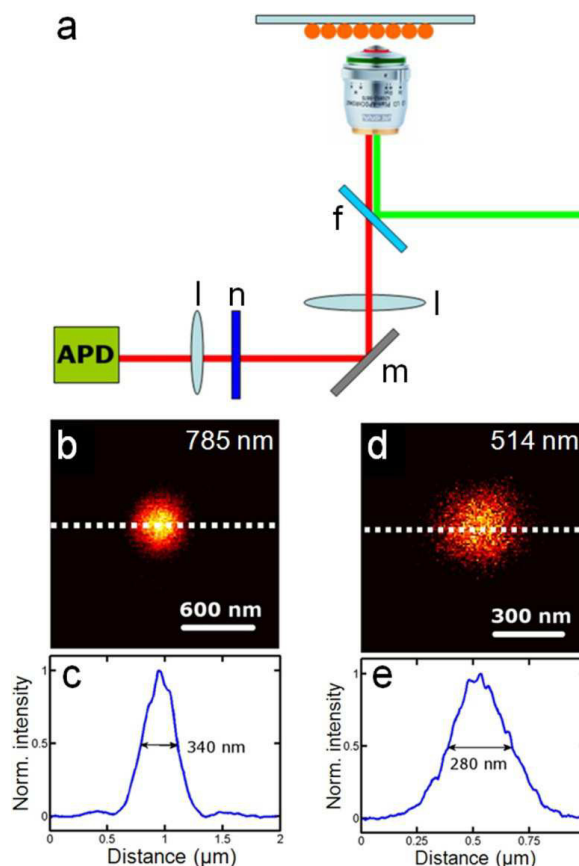 a
f
l
n
l
APD
m
b
785 nm
600 nm
d
514 nm
300 nm
c
Norm. intensity
1
0.5
0
340 nm
0
0.5
1
1.5
2
Distance (µm)
e
Norm. intensity
1
0.5
0
280 nm
0
0.25
0.5
0.75
Distance (µm)